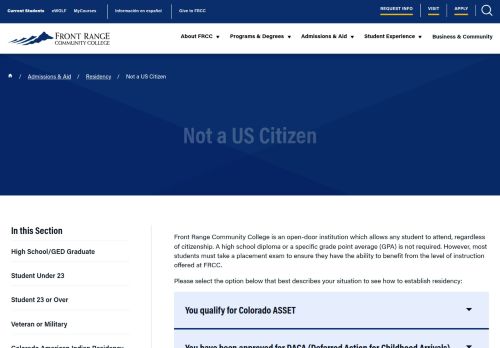 Current Students eWOLF MyCourses Información en español Give to FRCC REQUEST INFO VISIT APPLY
FRONT RANGE
COMMUNITY COLLEGE
About FRCC Programs & Degrees Admissions & Aid Student Experience Business & Community
/ Admissions & Aid / Residency / Not a US Citizen
Not a US Citizen
In this Section
High School/GED Graduate
Student Under 23
Student 23 or Over
Veteran or Military
Colorado American Indian Residency
Front Range Community College is an open-door institution which allows any student to attend, regardless
of citizenship. A high school diploma or a specific grade point average (GPA) is not required. However, most
students must take a placement exam to ensure they have the ability to benefit from the level of instruction
offered at FRCC.
Please select the option below that best describes your situation to see how to establish residency:
You qualify for Colorado ASSET
You have been approved for DACA (Deferred Action for Childhood Arrivals)